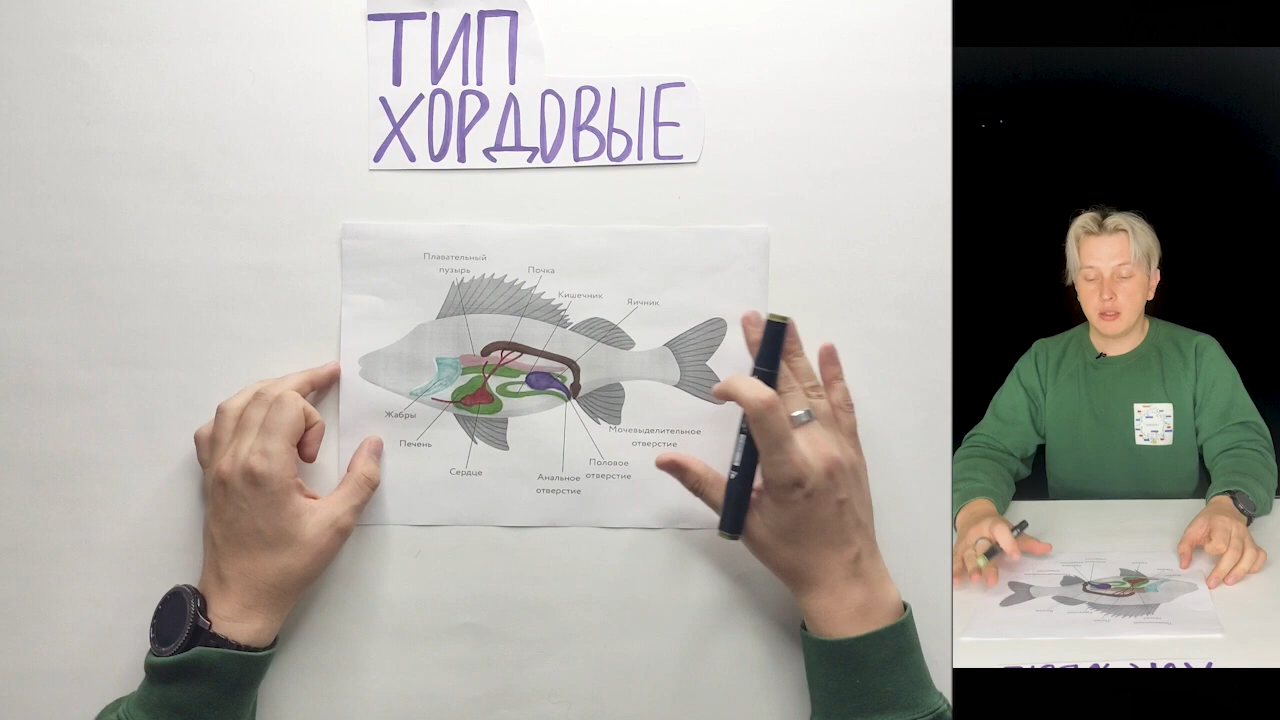 ТИП
ХОРДОВЫЕ
Плавательный
пузырь
Почка
Кишечник
Яичник
Жабры
Печень
Сердце
Анальное
отверстие
Половое
отверстие
Мочевыделительное
отверстие